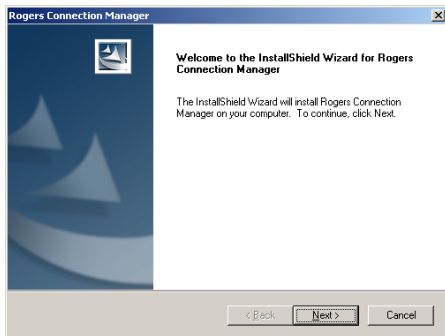 Rogers Connection Manager
Welcome to the InstallShield Wizard for Rogers
Connection Manager
The InstallShield Wizard will install Rogers Connection
Manager on your computer. To continue, click Next.
< Back
Next >
Cancel